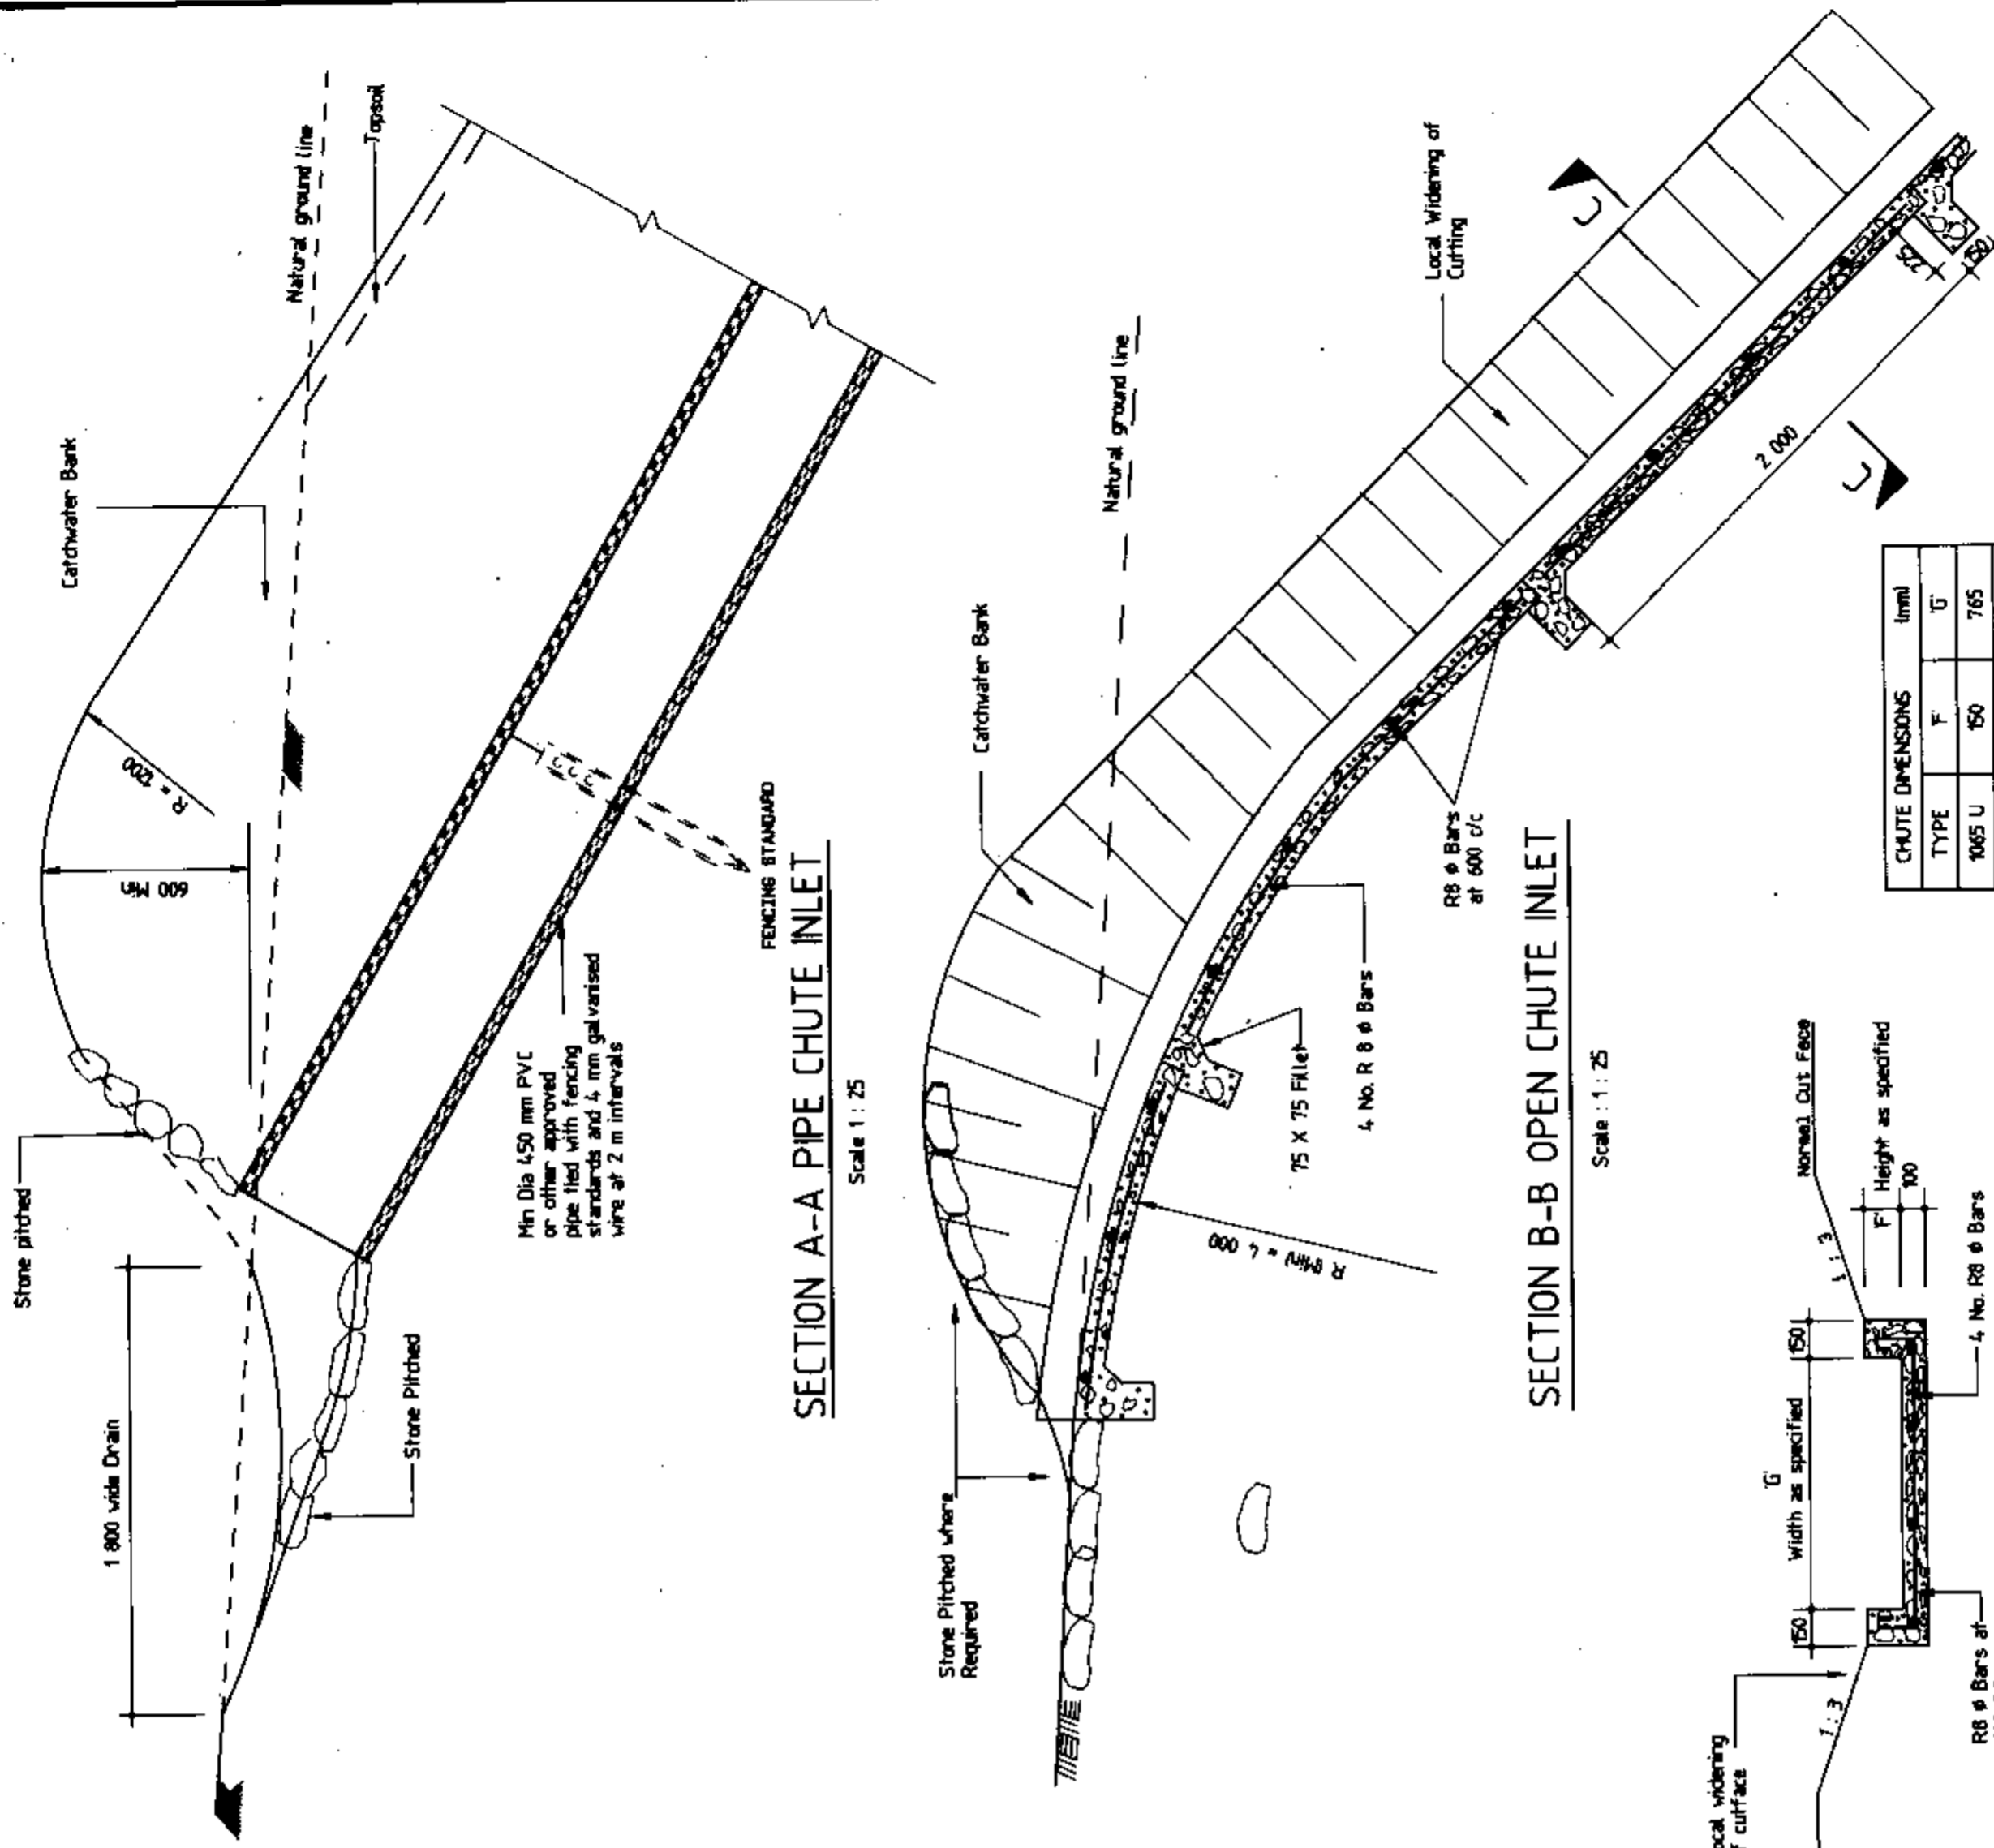 Stone pitched
1 800 wide Drain
Stone Pitched
600 Min
R = 1200
Catchwater Bank
Natural ground line
Topsoil
Min Dia 450 mm PVC
or other approved
pipe tied with fencing
standards and 4 mm galvanised
wire at 2 m intervals
FENCING STANDARD
SECTION A-A PIPE CHUTE INLET
Scale 1 : 25
Stone Pitched where
Required
Catchwater Bank
Natural ground line
Local Widening of
Cutting
C
C
2 000
225
150
R8 ø Bars
at 600 c/c
4 No. R 8 ø Bars
75 X 75 Fillet
R (MIN) = 4 000
SECTION B-B OPEN CHUTE INLET
Scale : 1 : 25
CHUTE DIMENSIONS (mm)
TYPE 'F' 'G'
1065 U 150 765
widening
cutface
1 : 3
150
'G'
Width as specified
150
1 : 3
Normal Cut Face
'F' Height as specified
100
4 No. R8 ø Bars
R8 ø Bars at